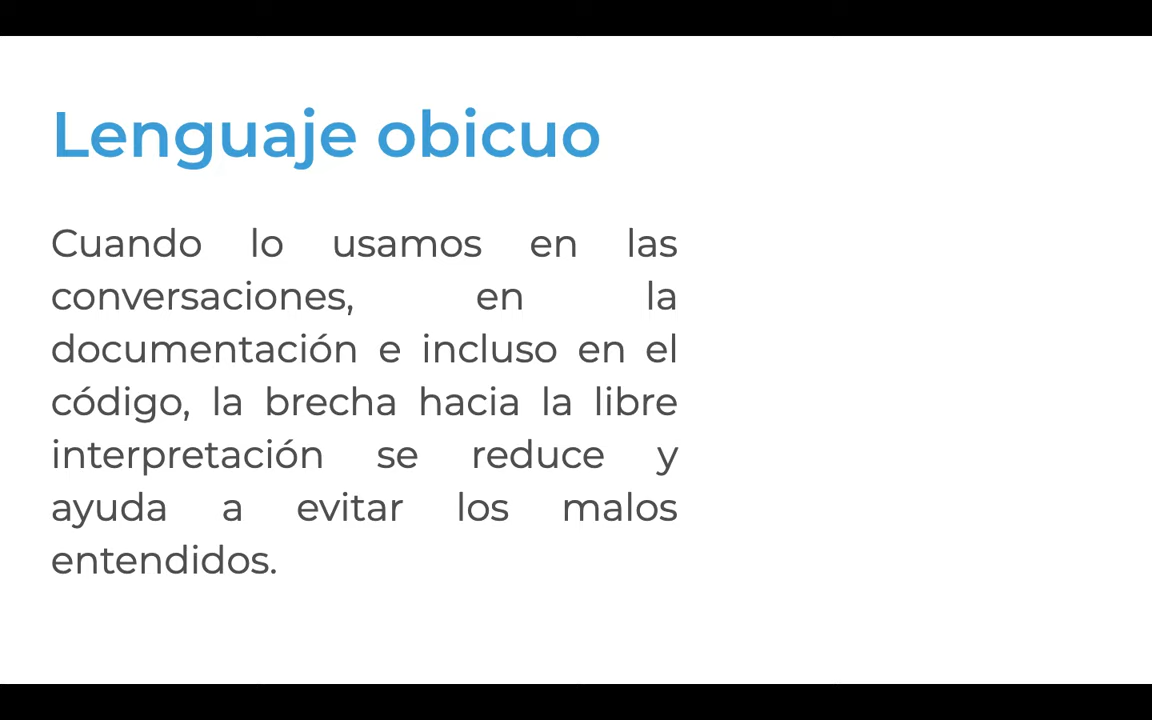 Lenguaje obicuo
Cuando lo usamos en las
conversaciones, en la
documentación e incluso en el
código, la brecha hacia la libre
interpretación se reduce y
ayuda a evitar los malos
entendidos.